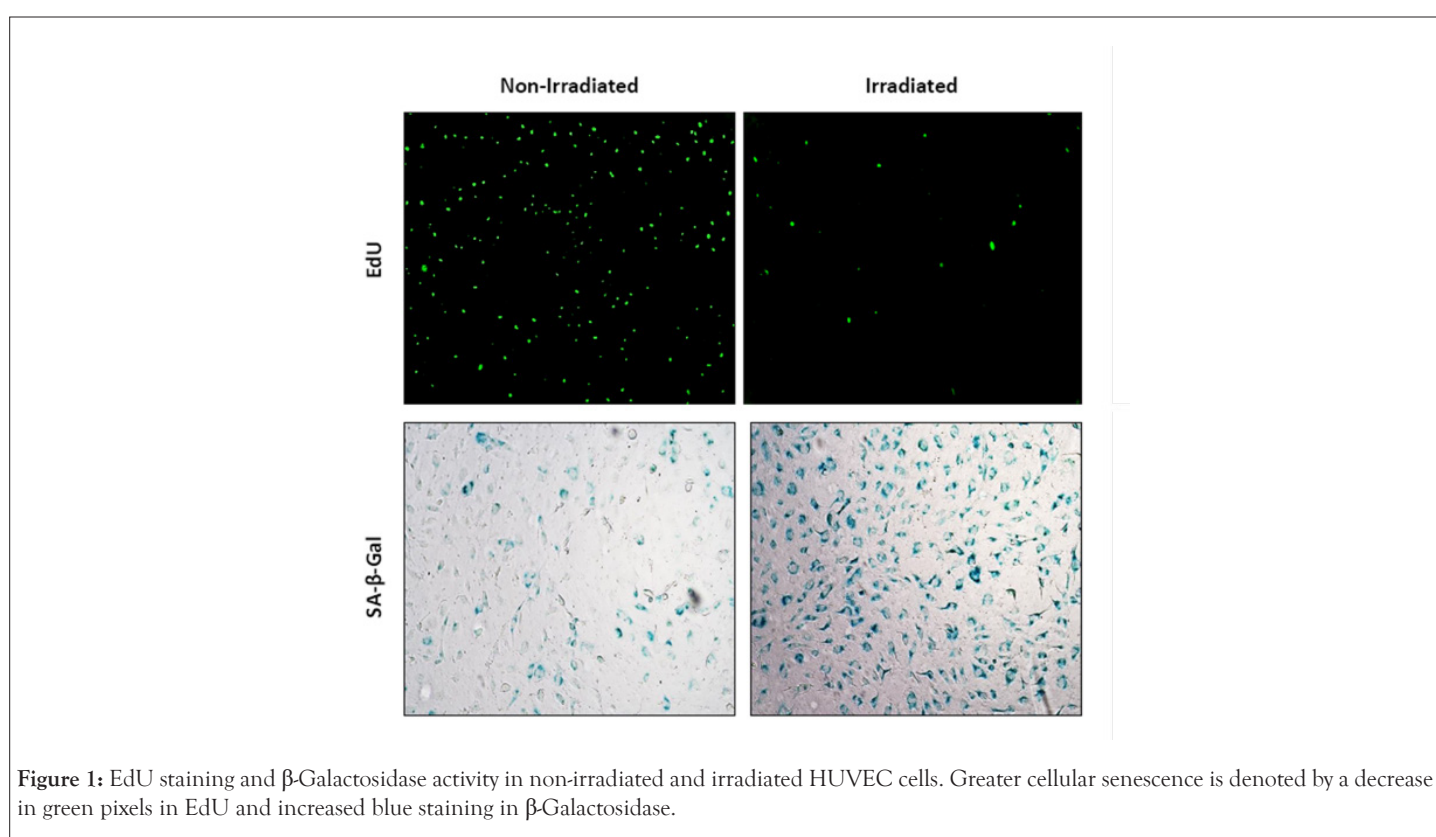 Non-Irradiated
Irradiated
EdU
SA-β-Gal
Figure 1: EdU staining and β-Galactosidase activity in non-irradiated and irradiated HUVEC cells. Greater cellular senescence is denoted by a decrease
in green pixels in EdU and increased blue staining in β-Galactosidase.